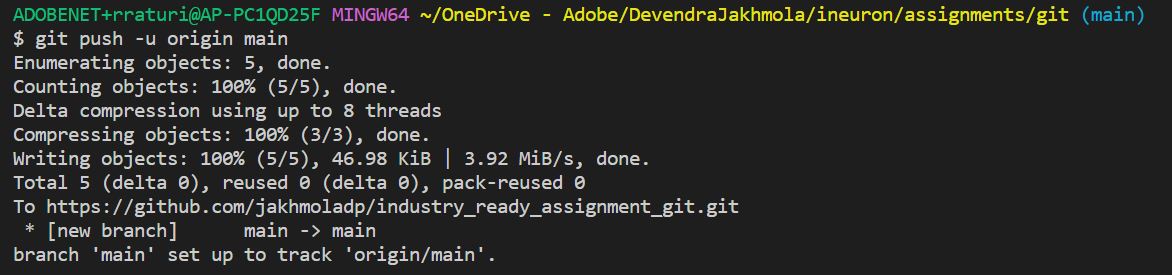 ADOBENET+rraturi@AP-PC1QD25F MINGW64 ~/OneDrive - Adobe/DevendraJakhmola/ineuron/assignments/git (main)
$ git push -u origin main
Enumerating objects: 5, done.
Counting objects: 100% (5/5), done.
Delta compression using up to 8 threads
Compressing objects: 100% (3/3), done.
Writing objects: 100% (5/5), 46.98 KiB | 3.92 MiB/s, done.
Total 5 (delta 0), reused 0 (delta 0), pack-reused 0
To https://github.com/jakhmoladp/industry_ready_assignment_git.git
 * [new branch]      main -> main
branch 'main' set up to track 'origin/main'.